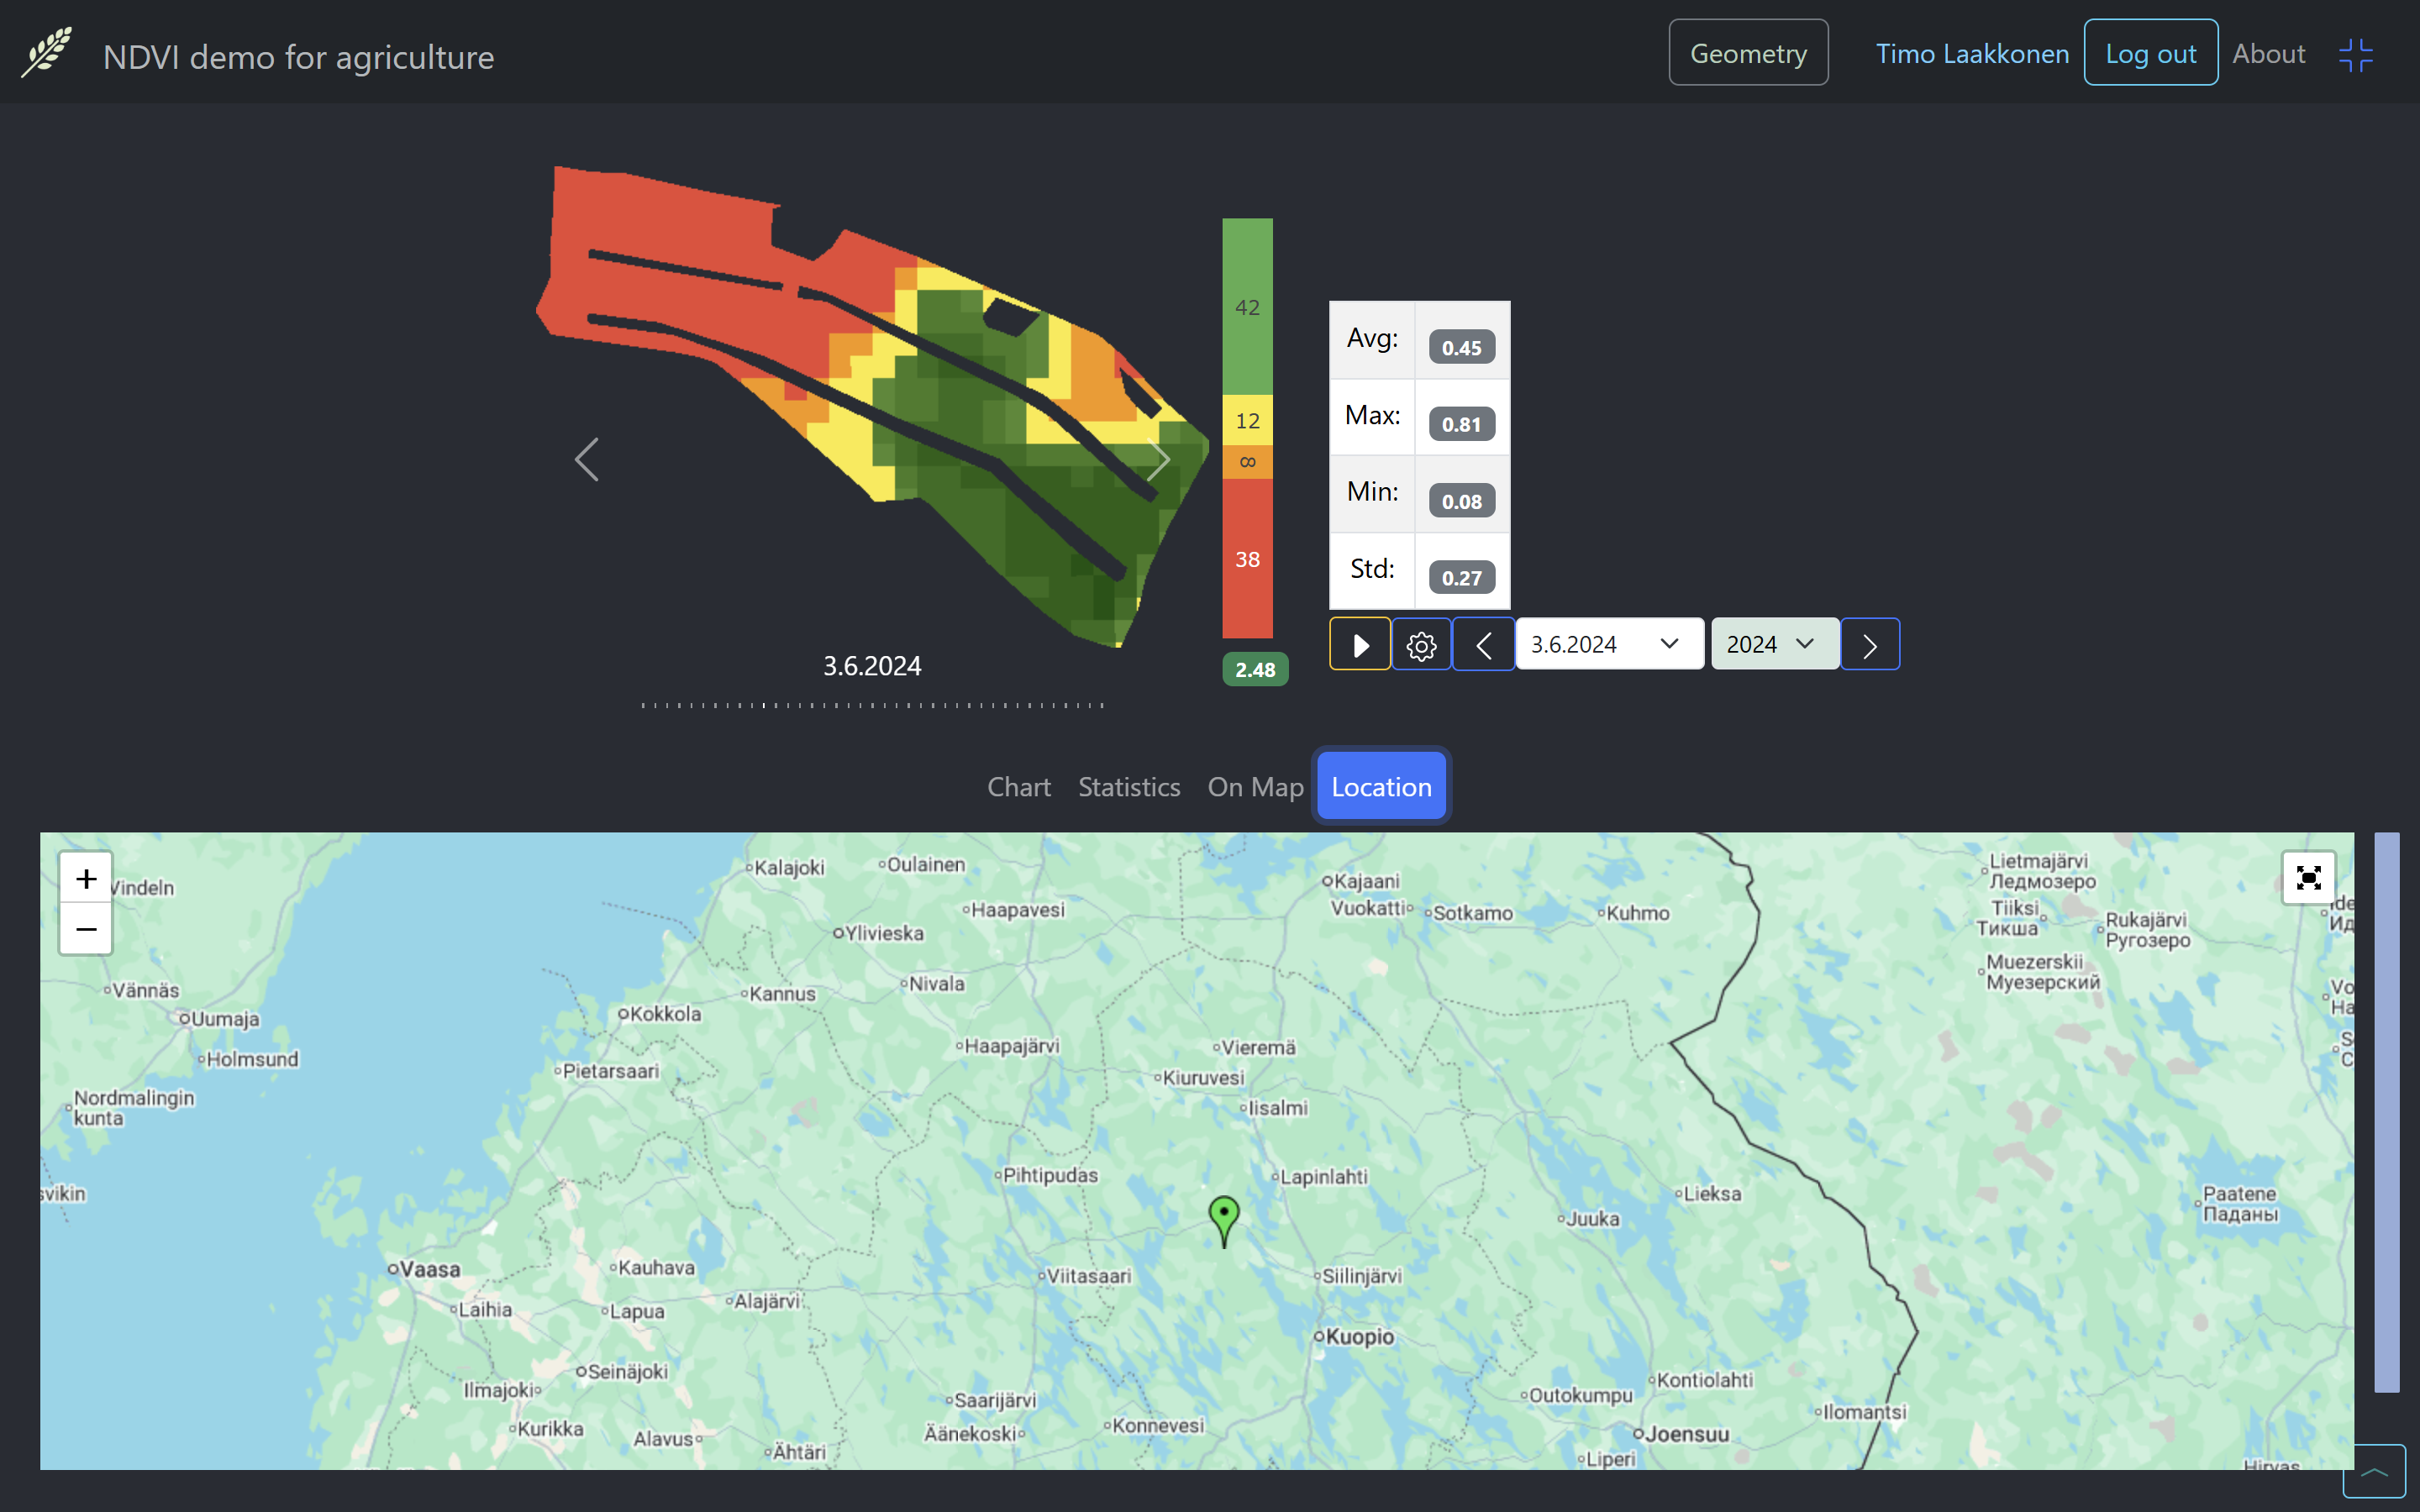 NDVI demo for agriculture
Geometry
Timo Laakkonen
Log out
About
42
12
8
38
2.48
Avg: 0.45
Max: 0.81
Min: 0.08
Std: 0.27
3.6.2024
2024
3.6.2024
Chart
Statistics
On Map
Location
+
−
Vindeln
Kalajoki
Oulainen
Kajaani
Lietmajärvi
Ледмозеро
Haapavesi
Vuokatti
Sotkamo
Kuhmo
Tiiksi
Тикша
Rukajärvi
Ругозеро
Ylivieska
Muezerskii
Муезерский
Vännäs
Kannus
Nivala
Uumaja
Kokkola
Holmsund
Haapajärvi
Vieremä
Pietarsaari
Kiuruvesi
Nordmalingin
kunta
Iisalmi
Pihtipudas
Lapinlahti
svikin
Lieksa
Paatene
Паданы
Juuka
Vaasa
Kauhava
Viitasaari
Siilinjärvi
Laihia
Lapua
Alajärvi
Kuopio
Seinäjoki
Ilmajoki
Saarijärvi
Outokumpu
Kontiolahti
Kurikka
Alavus
Äänekoski
Konnevesi
Ilomantsi
Joensuu
Ähtäri
Liperi